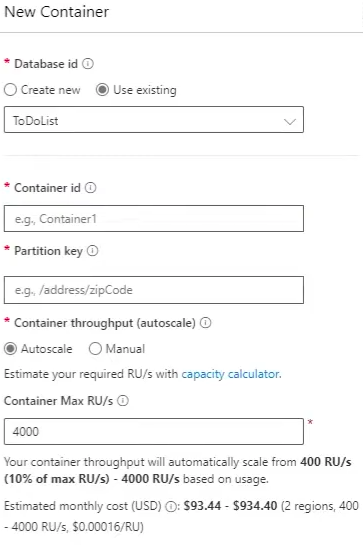 New Container
* Database id
Create new Use existing
ToDoList
* Container id
e.g., Container1
* Partition key
e.g., /address/zipCode
* Container throughput (autoscale)
Autoscale Manual
Estimate your required RU/s with capacity calculator.
Container Max RU/s
4000 *
Your container throughput will automatically scale from 400 RU/s
(10% of max RU/s) - 4000 RU/s based on usage.
Estimated monthly cost (USD) : $93.44 - $934.40 (2 regions, 400
- 4000 RU/s, $0.00016/RU)